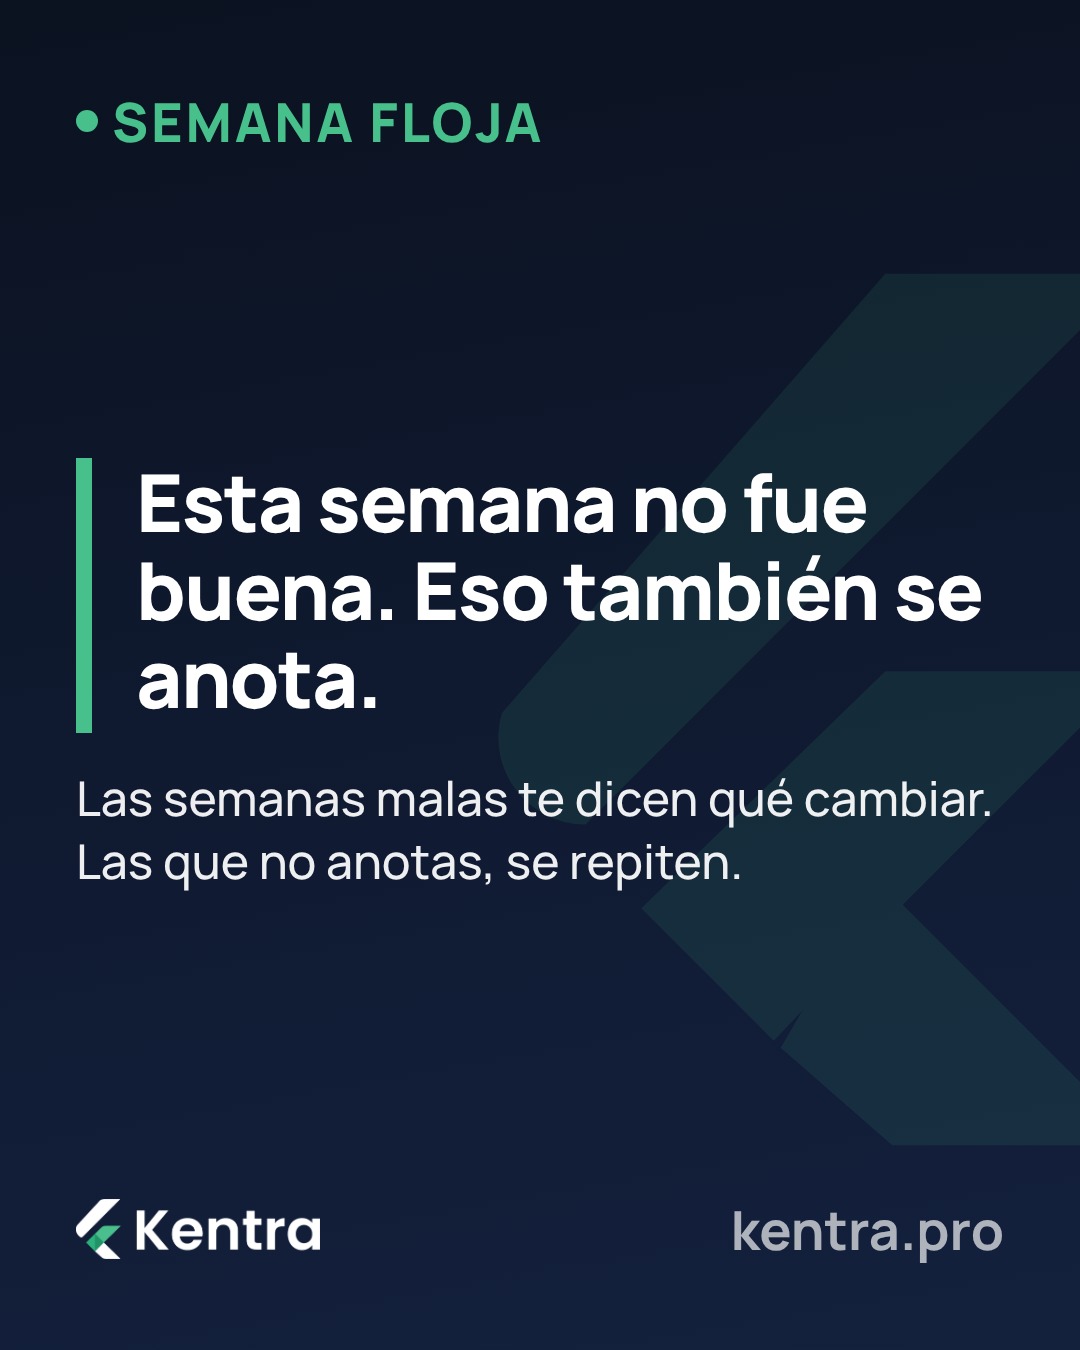 SEMANA FLOJA
Esta semana no fue
buena. Eso también se
anota.
Las semanas malas te dicen qué cambiar.
Las que no anotas, se repiten.
Kentra
kentra.pro